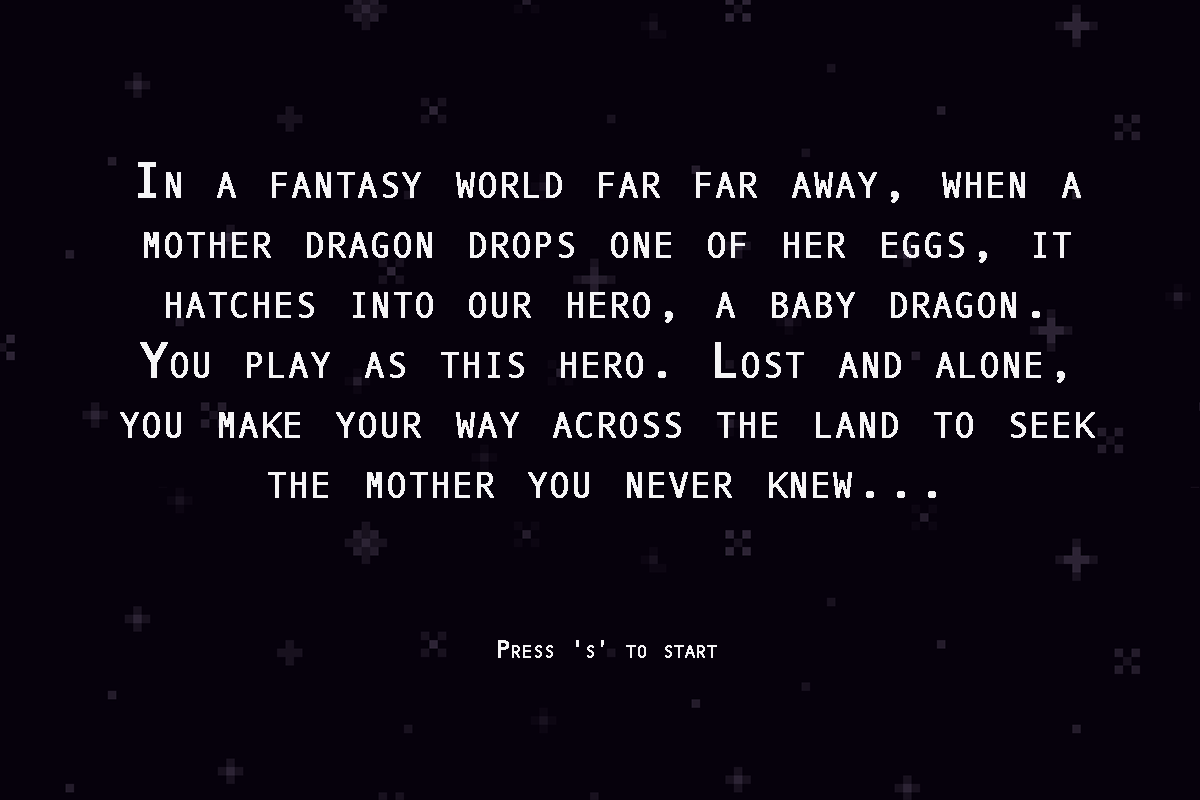 In a fantasy world far far away, when a
mother dragon drops one of her eggs, it
hatches into our hero, a baby dragon.
You play as this hero. Lost and alone,
you make your way across the land to seek
the mother you never knew...
Press 's' to start